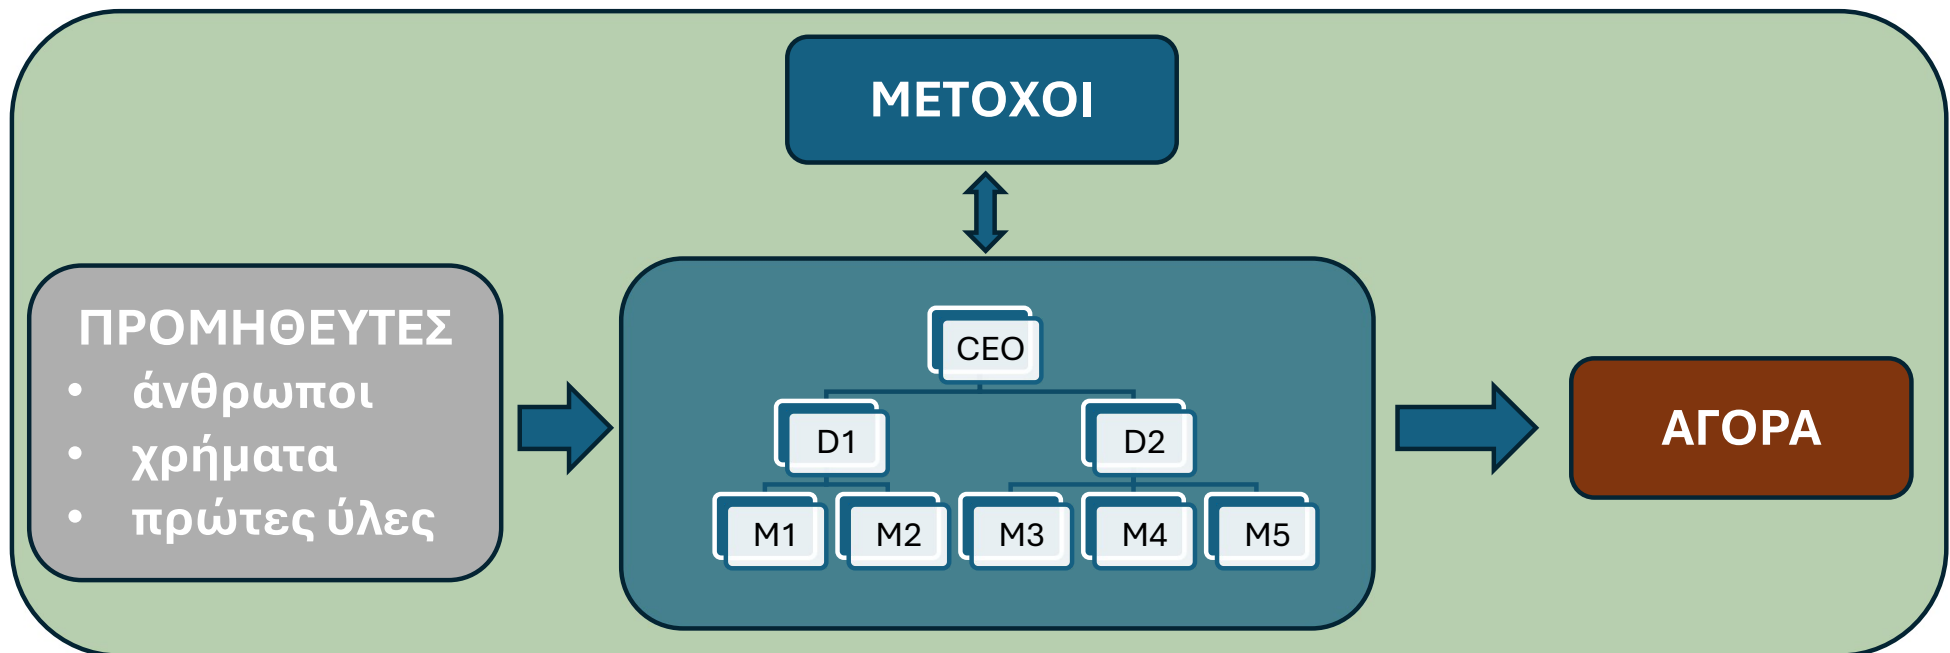 ΜΕΤΟΧΟΙ
ΠΡΟΜΗΘΕΥΤΕΣ
• άνθρωποι
• χρήματα
• πρώτες ύλες
CEO
D1
D2
M1
M2
M3
M4
M5
ΑΓΟΡΑ